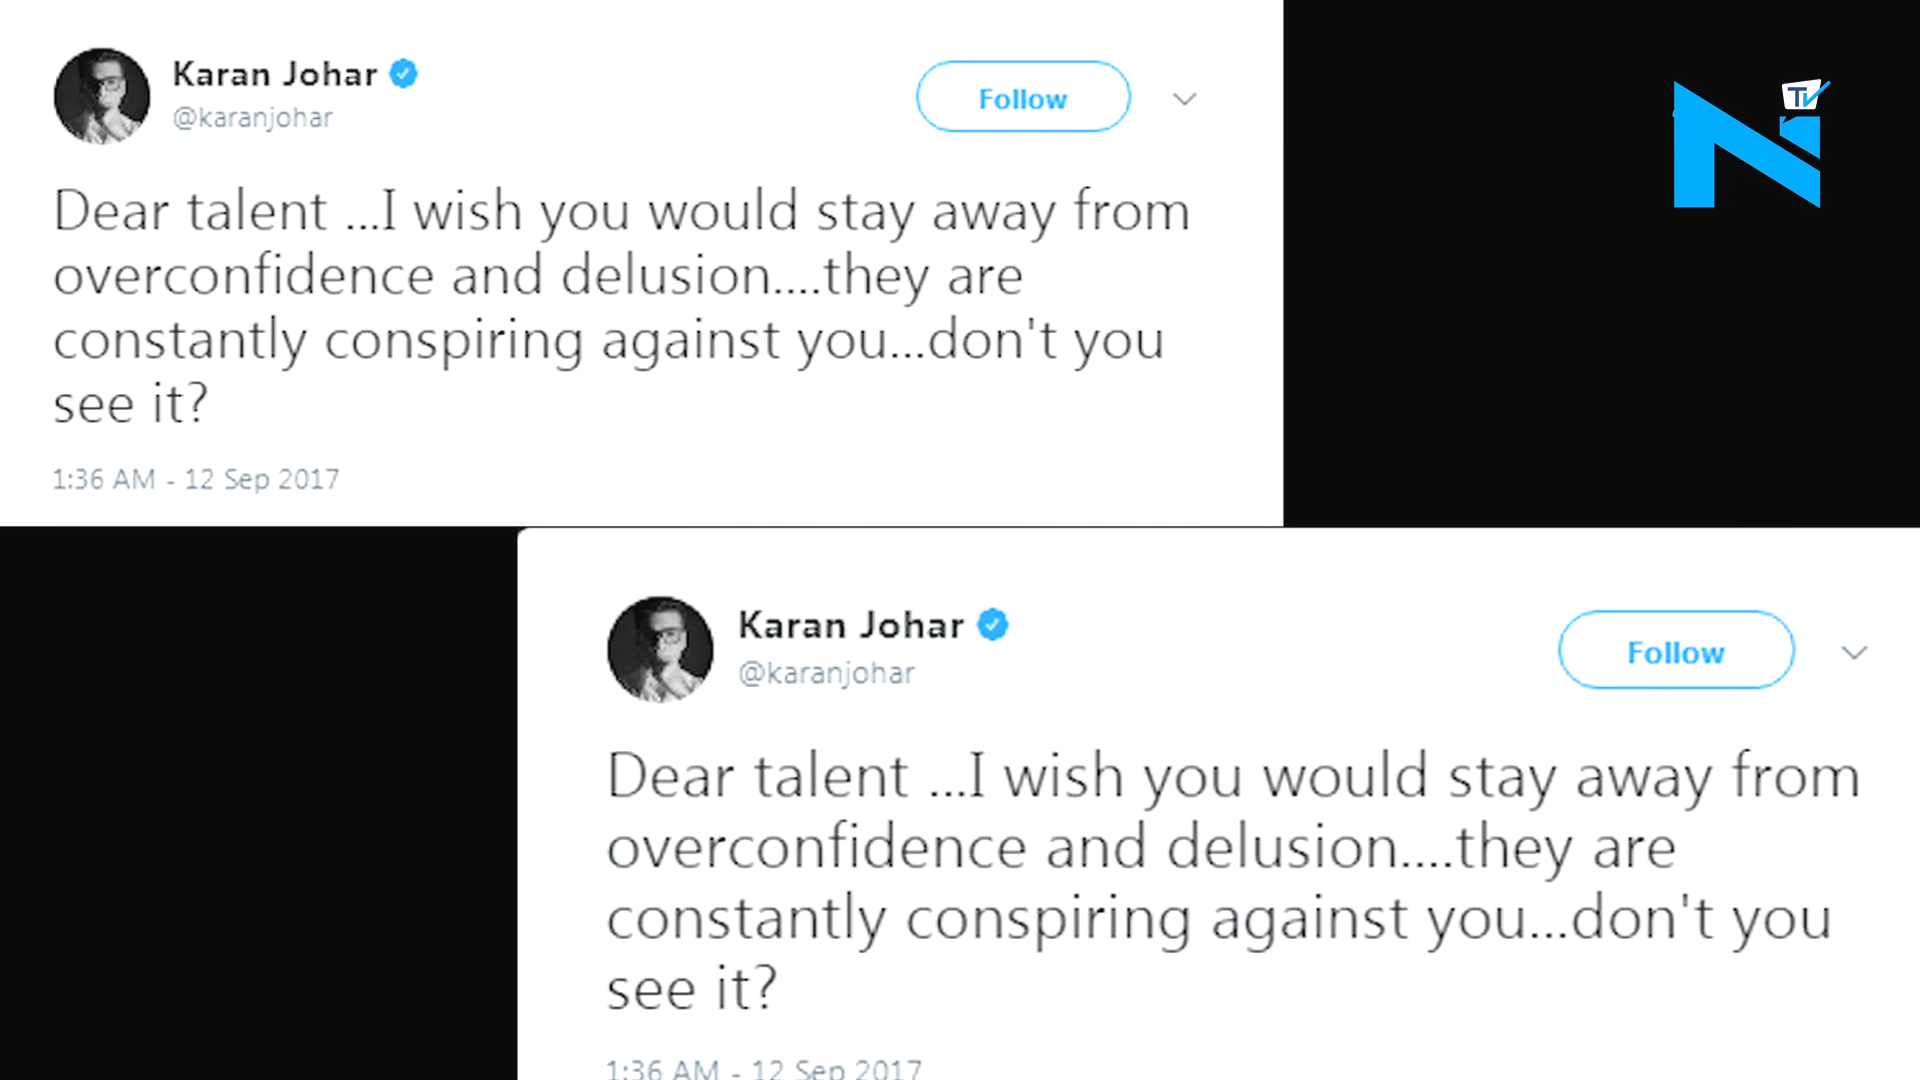 Karan Johar
@karanjohar
Follow
Dear talent ...I wish you would stay away from
overconfidence and delusion....they are
constantly conspiring against you...don't you
see it?
1:36 AM - 12 Sep 2017
TV
Karan Johar
@karanjohar
Follow
Dear talent ...I wish you would stay away from
overconfidence and delusion....they are
constantly conspiring against you...don't you
see it?
1:36 AM - 12 Sep 2017